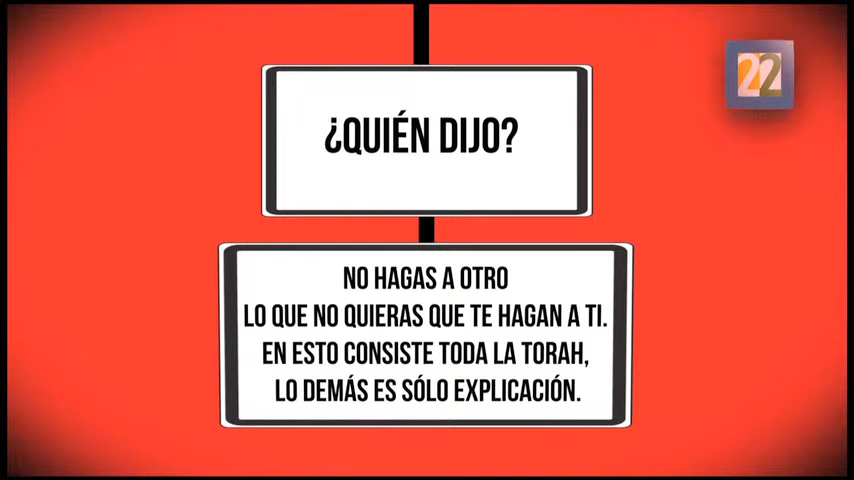 22
¿QUIÉN DIJO?
NO HAGAS A OTRO
LO QUE NO QUIERAS QUE TE HAGAN A TI.
EN ESTO CONSISTE TODA LA TORAH,
LO DEMÁS ES SÓLO EXPLICACIÓN.